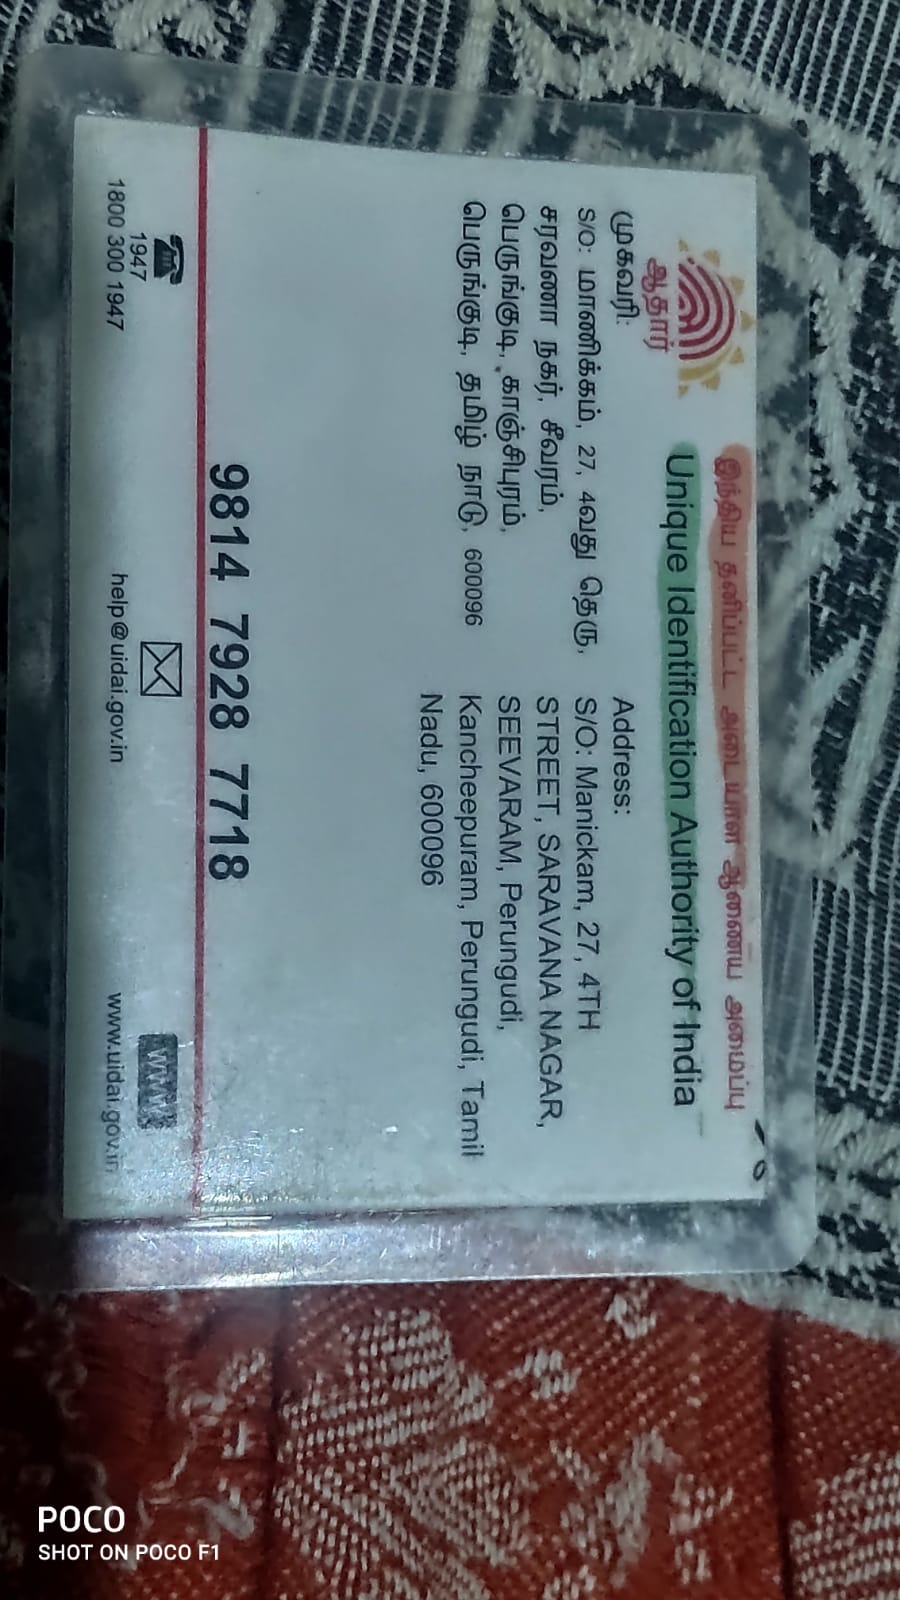 இந்திய தனிப்பட்ட அடையாள ஆணைய அமைப்பு
Unique Identification Authority of India
ஆதார்
முகவரி:
S/O: மாணிக்கம், 27, 4வது தெரு,
சரவணா நகர், சீவரம்,
பெருங்குடி, காஞ்சிபுரம்,
பெருங்குடி, தமிழ் நாடு, 600096
Address:
S/O: Manickam, 27, 4TH
STREET, SARAVANA NAGAR,
SEEVARAM, Perungudi,
Kancheepuram, Perungudi, Tamil
Nadu, 600096
9814 7928 7718
1947
1800 300 1947
help@uidai.gov.in
www
www.uidai.gov.in
POCO
SHOT ON POCO F1